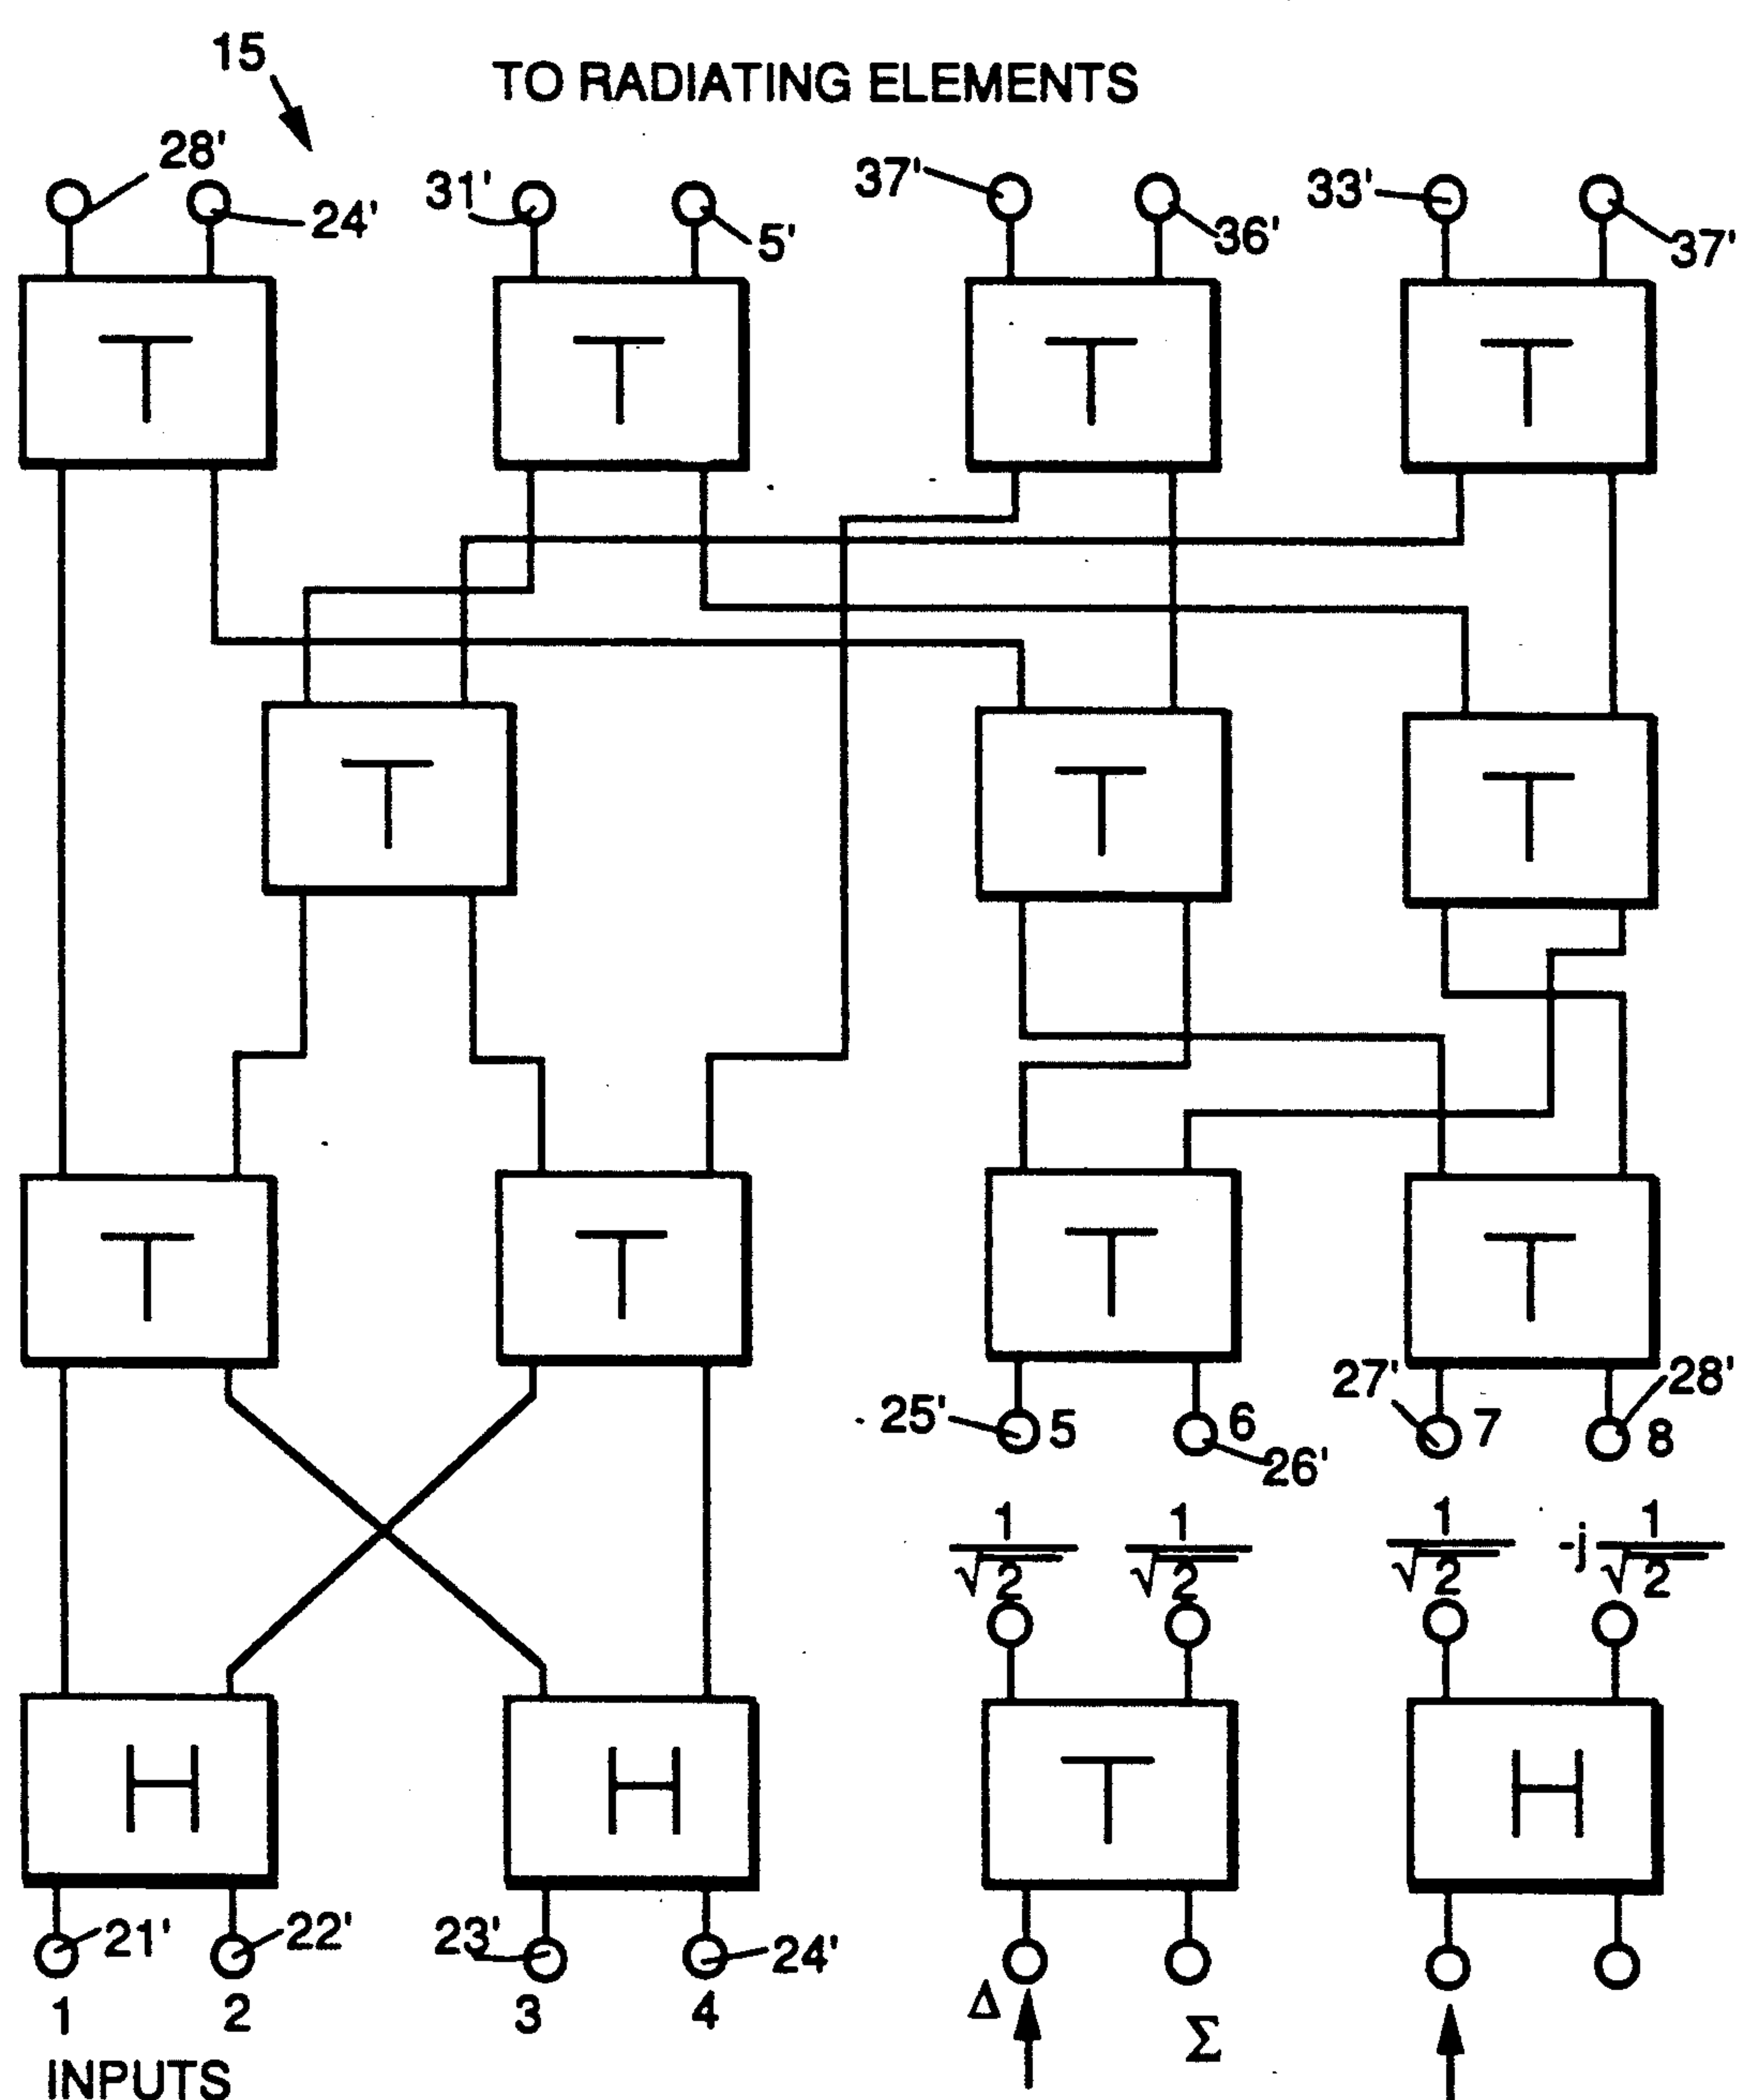 15
TO RADIATING ELEMENTS
28'
24'
31'
5'
37'
36'
33'
37'
T
T
T
T
T
T
T
T
T
T
T
25'
5
6
26'
27'
7
28'
8
1
√2
1
√2
1
√2
-j 1
√2
H
H
T
H
21'
22'
23'
24'
1
2
3
4
Δ
Σ
INPUTS